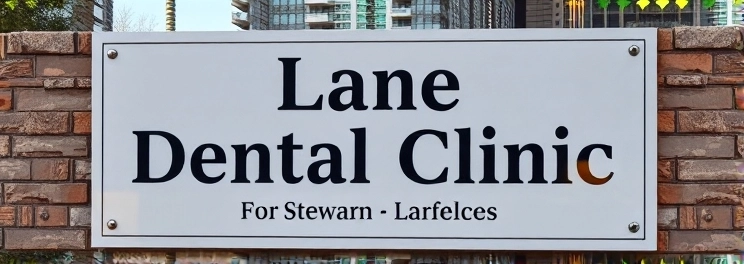 Lane
Dental Clinic
For Stewarn - Larfelces